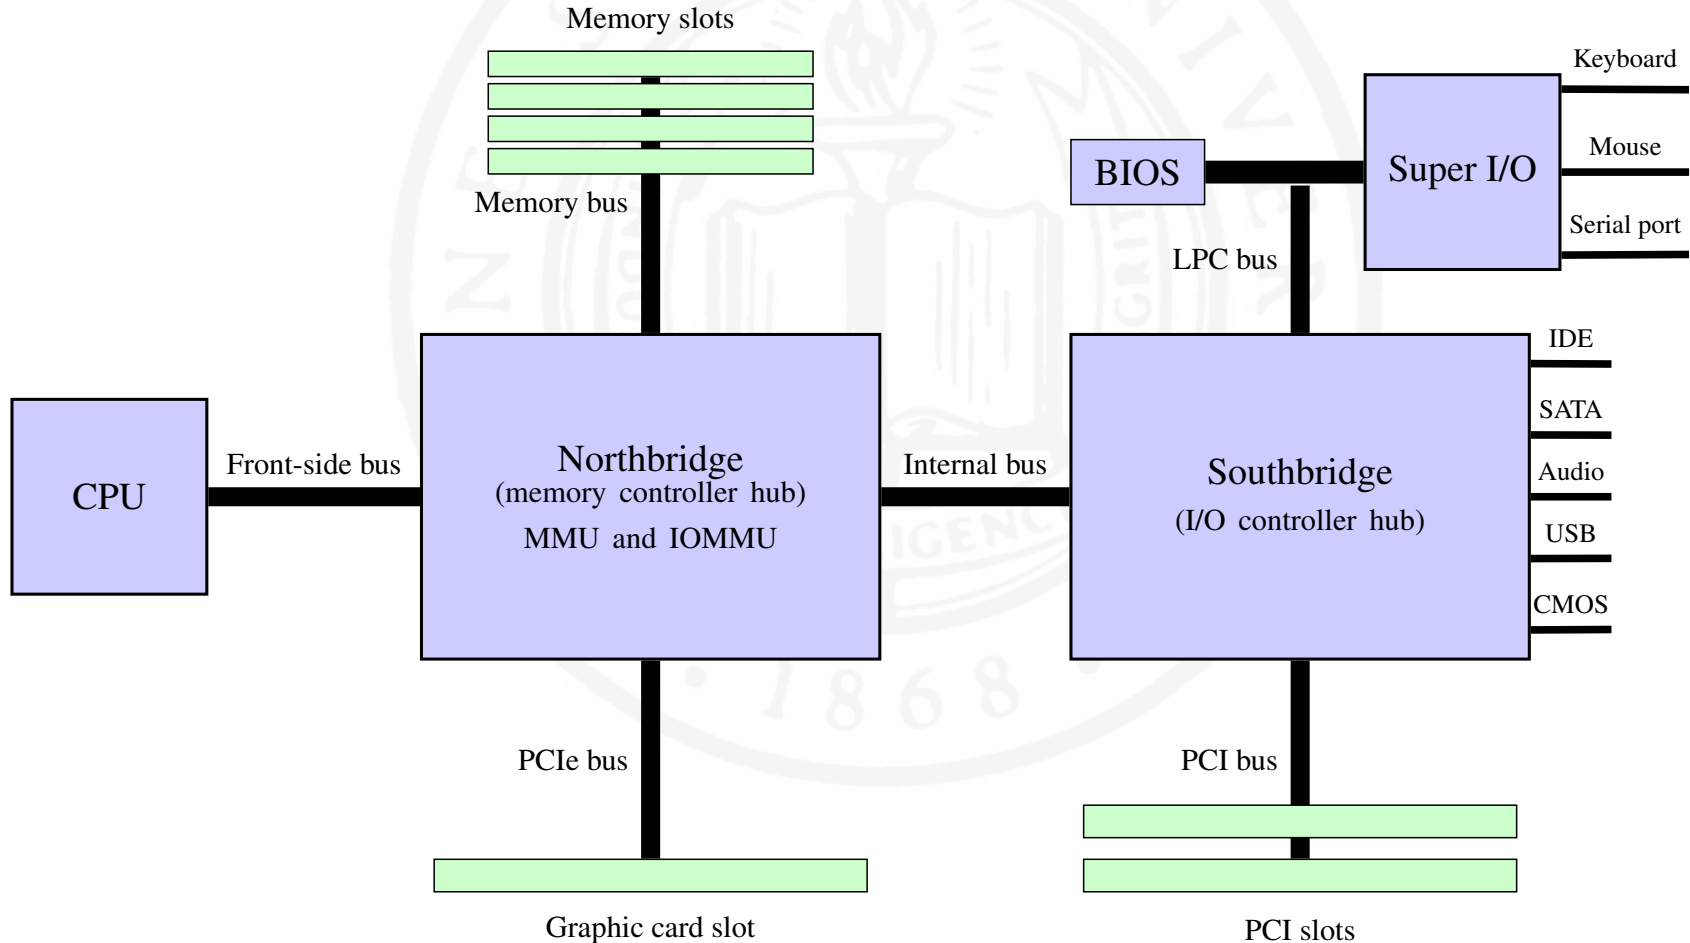 Memory slots
Keyboard
Mouse
BIOS
Super I/O
Memory bus
Serial port
LPC bus
IDE
SATA
Northbridge
Front-side bus
Internal bus
Southbridge
Audio
CPU
(memory controller hub)
(I/O controller hub)
MMU and IOMMU
USB
CMOS
1868
PCIe bus
PCI bus
Graphic card slot
PCI slots